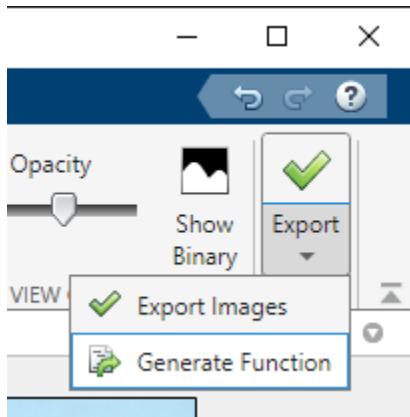 Opacity
Show
Binary
Export
VIEW
Export Images
Generate Function